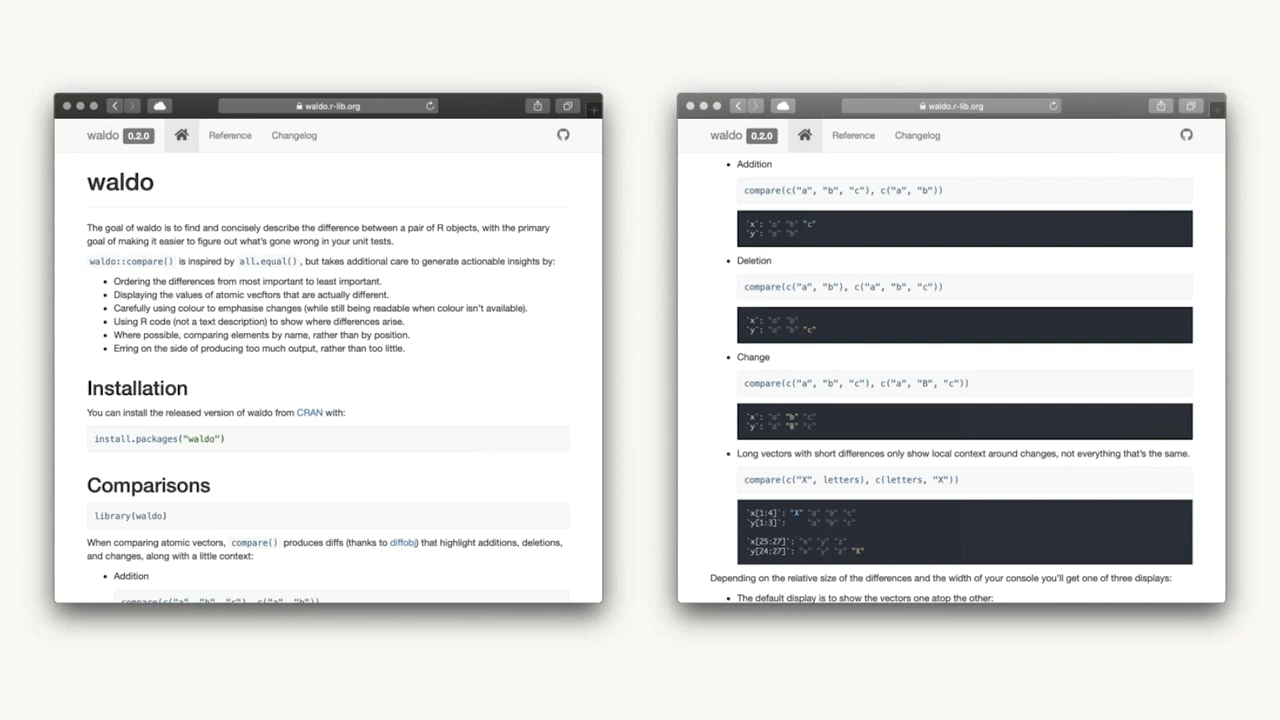 waldo.r-lib.org
waldo 0.2.0 Reference Changelog
waldo
The goal of waldo is to find and concisely describe the difference between a pair of R objects, with the primary
goal of making it easier to figure out what's gone wrong in your unit tests.
waldo::compare() is inspired by all.equal(), but takes additional care to generate actionable insights by:
• Ordering the differences from most important to least important.
• Displaying the values of atomic vecftors that are actually different.
• Carefully using colour to emphasise changes (while still being readable when colour isn't available).
• Using R code (not a text description) to show where differences arise.
• Where possible, comparing elements by name, rather than by position.
• Erring on the side of producing too much output, rather than too little.
Installation
You can install the released version of waldo from CRAN with:
install.packages("waldo")
Comparisons
library(waldo)
When comparing atomic vectors, compare() produces diffs (thanks to diffobj) that highlight additions, deletions,
and changes, along with a little context:
• Addition
compare(c("a", "b", "c"), c("a", "b"))
waldo.r-lib.org
waldo 0.2.0 Reference Changelog
• Addition
compare(c("a", "b", "c"), c("a", "b"))
`x`: "a" "b" "c"
`y`: "a" "b"
• Deletion
compare(c("a", "b"), c("a", "b", "c"))
`x`: "a" "b"
`y`: "a" "b" "c"
• Change
compare(c("a", "b", "c"), c("a", "B", "c"))
`x`: "a" "b" "c"
`y`: "a" "B" "c"
• Long vectors with short differences only show local context around changes, not everything that's the same.
compare(c("X", letters), c(letters, "X"))
`x[1:4]`: "X" "a" "b" "c"
`y[1:3]`: "a" "b" "c"
`x[25:27]`: "x" "y" "z"
`y[24:27]`: "x" "y" "z" "X"
Depending on the relative size of the differences and the width of your console you'll get one of three displays:
• The default display is to show the vectors one atop the other: